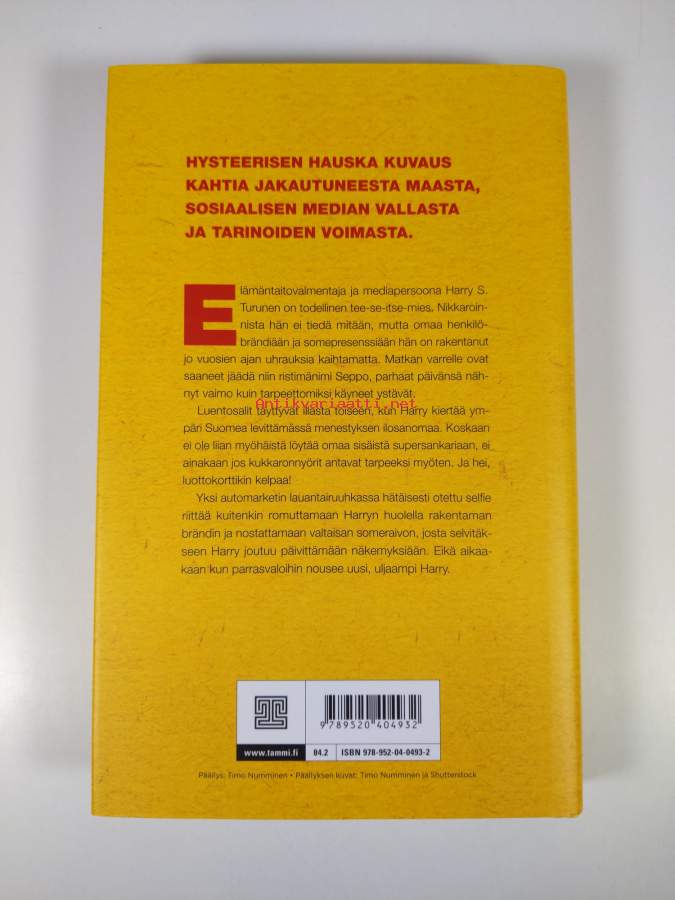 HYSTEERISEN HAUSKA KUVAUS
KAHTIA JAKAUTUNEESTA MAASTA,
SOSIAALISEN MEDIAN VALLASTA
JA TARINOIDEN VOIMASTA.
Elämäntaitovalmentaja ja mediapersoona Harry S.
Turunen on todellinen tee-se-itse-mies. Nikkaroin-
nista hän ei tiedä mitään, mutta omaa henkilö-
brändiään ja somepresenssiään hän on rakentanut
jo vuosien ajan uhrauksia kaihtamatta. Matkan varrelle ovat
saaneet jäädä niin ristimänimi Seppo, parhaat päivänsä näh-
nyt vaimo kuin tarpeettomiksi käyneet ystävät.
Antikvariaatti.net
Luentosalit täyttyvät illasta toiseen, kun Harry kiertää ym-
päri Suomea levittämässä menestyksen ilosanomaa. Koskaan
ei ole liian myöhäistä löytää omaa sisäistä supersankariaan, ei
ainakaan jos kukkaronnyörit antavat tarpeeksi myöten. Ja hei,
luottokorttikin kelpaa!
Yksi automarketin lauantairuuhkassa hätäisesti otettu selfie
riittää kuitenkin romuttamaan Harryn huolella rakentaman
brändin ja nostattamaan valtaisan someraivon, josta selvitäk-
seen Harry joutuu päivittämään näkemyksiään. Eikä aikaa-
kaan kun parrasvaloihin nousee uusi, uljaampi Harry.
9 789520 404932
www.tammi.fi
84.2
ISBN 978-952-04-0493-2
Päällys: Timo Numminen • Päällyksen kuvat: Timo Numminen ja Shutterstock